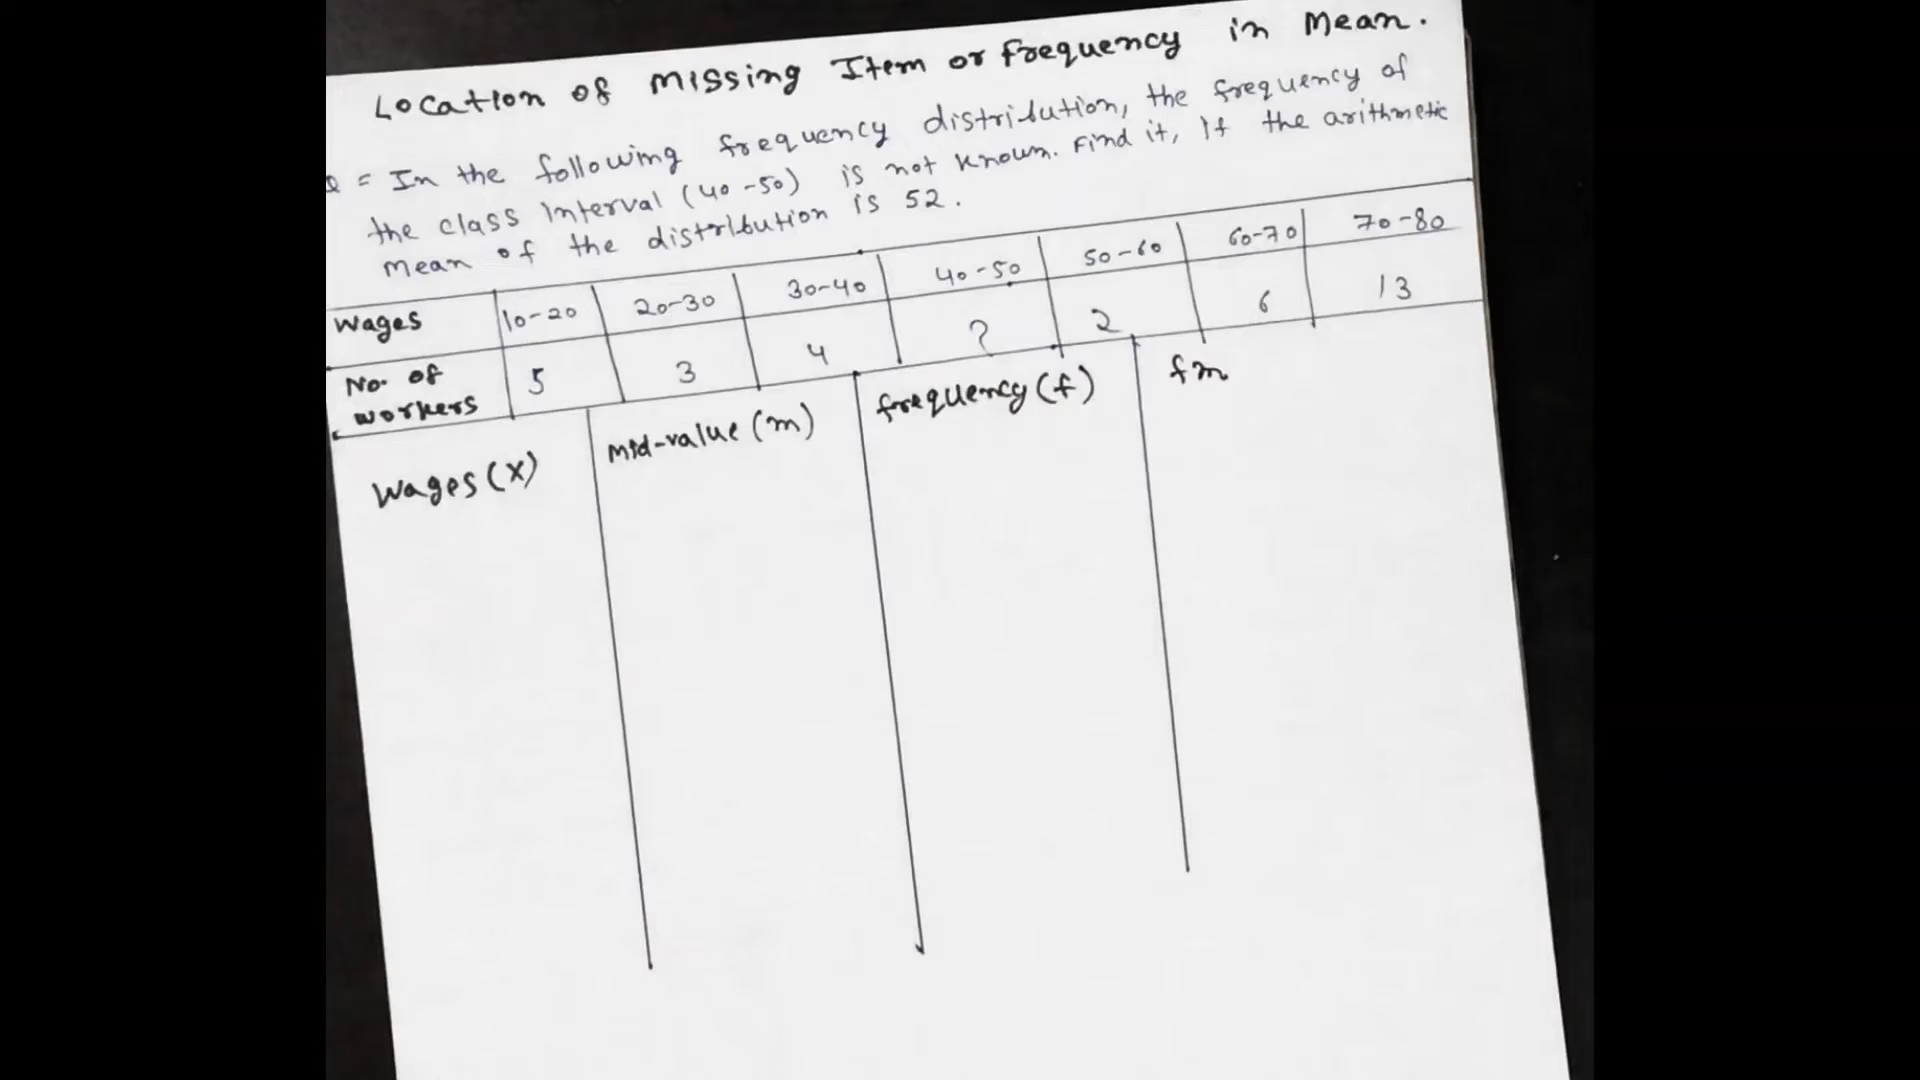 Location of Missing Item or frequency in Mean.
= In the following frequency distribution, the frequency of
the class Interval (40-50) is not known. Find it, If the arithmetic
mean of the distribution is 52.
Wages 10-20 20-30 30-40 40-50 50-60 60-70 70-80
No. of workers 5 3 4 ? 2 6 13
Wages (X) Mid-value (m) frequency (f) fm